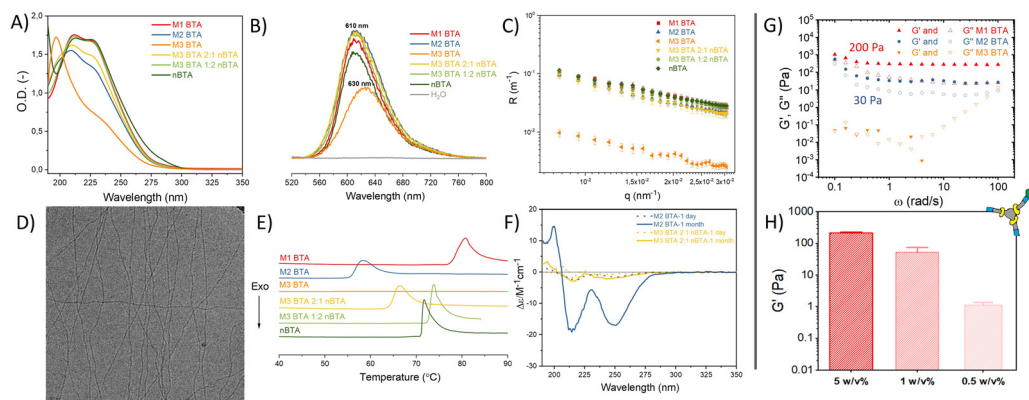 A)
O.D. (-)
2,0
1,5
1,0
0,5
0,0
200
225
250
275
300
325
350
Wavelength (nm)
M1 BTA
M2 BTA
M3 BTA
M3 BTA 2:1 nBTA
M3 BTA 1:2 nBTA
nBTA
B)
610 nm
630 nm
520
560
600
640
680
720
760
800
Wavelength (nm)
M1 BTA
M2 BTA
M3 BTA
M3 BTA 2:1 nBTA
M3 BTA 1:2 nBTA
nBTA
H₂O
C)
R (m⁻¹)
10⁻¹
10⁻²
10⁻²
1,5x10⁻²
2x10⁻²
2,5x10⁻²
3x10⁻²
q (nm⁻¹)
M1 BTA
M2 BTA
M3 BTA
M3 BTA 2:1 nBTA
M3 BTA 1:2 nBTA
nBTA
G)
G', G'' (Pa)
10⁴
10³
10²
10¹
10⁰
10⁻¹
10⁻²
10⁻³
0.1
1
10
100
ω (rad/s)
G' and G'' M1 BTA
G' and G'' M2 BTA
G' and G'' M3 BTA
200 Pa
30 Pa
D)
E)
Exo
M1 BTA
M2 BTA
M3 BTA
M3 BTA 2:1 nBTA
M3 BTA 1:2 nBTA
nBTA
40
50
60
70
80
90
Temperature (°C)
F)
Δε/M⁻¹cm⁻¹
20
10
0
-10
-20
-30
200
225
250
275
300
325
350
Wavelength (nm)
M2 BTA-1 day
M2 BTA-1 month
M3 BTA 2:1 nBTA-1 day
M3 BTA 2:1 nBTA-1 month
H)
G' (Pa)
1000
100
10
1
0.1
0.01
5 w/v%
1 w/v%
0.5 w/v%